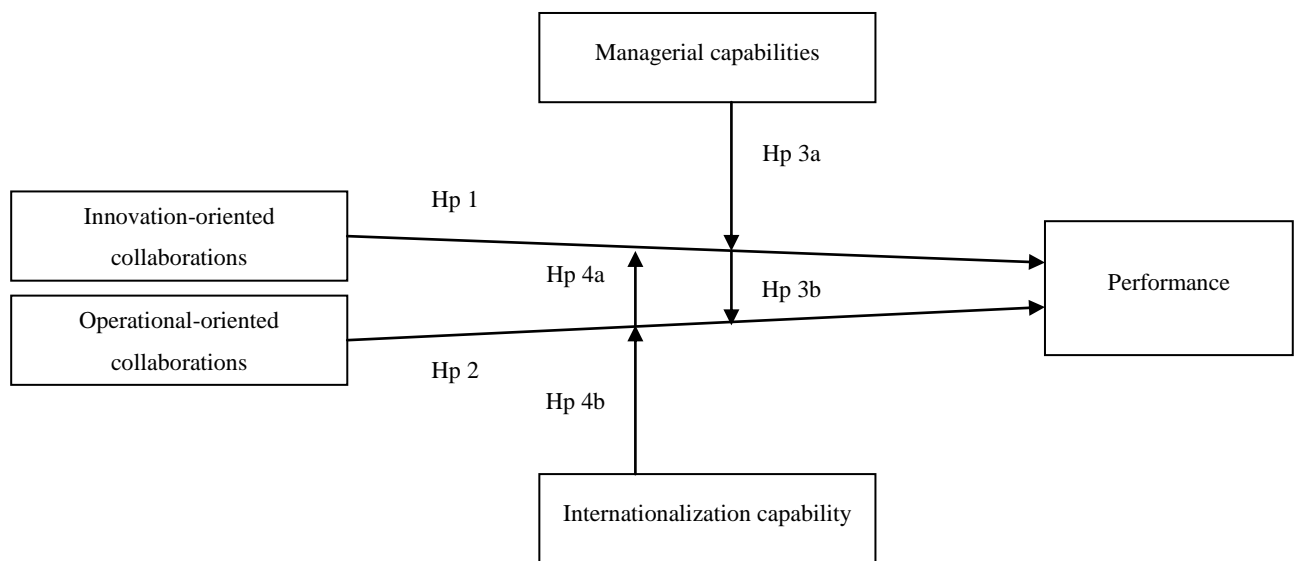 Managerial capabilities
Hp 3a
Hp 1
Innovation-oriented
collaborations
Hp 4a
Hp 3b
Performance
Operational-oriented
collaborations
Hp 2
Hp 4b
Internationalization capability